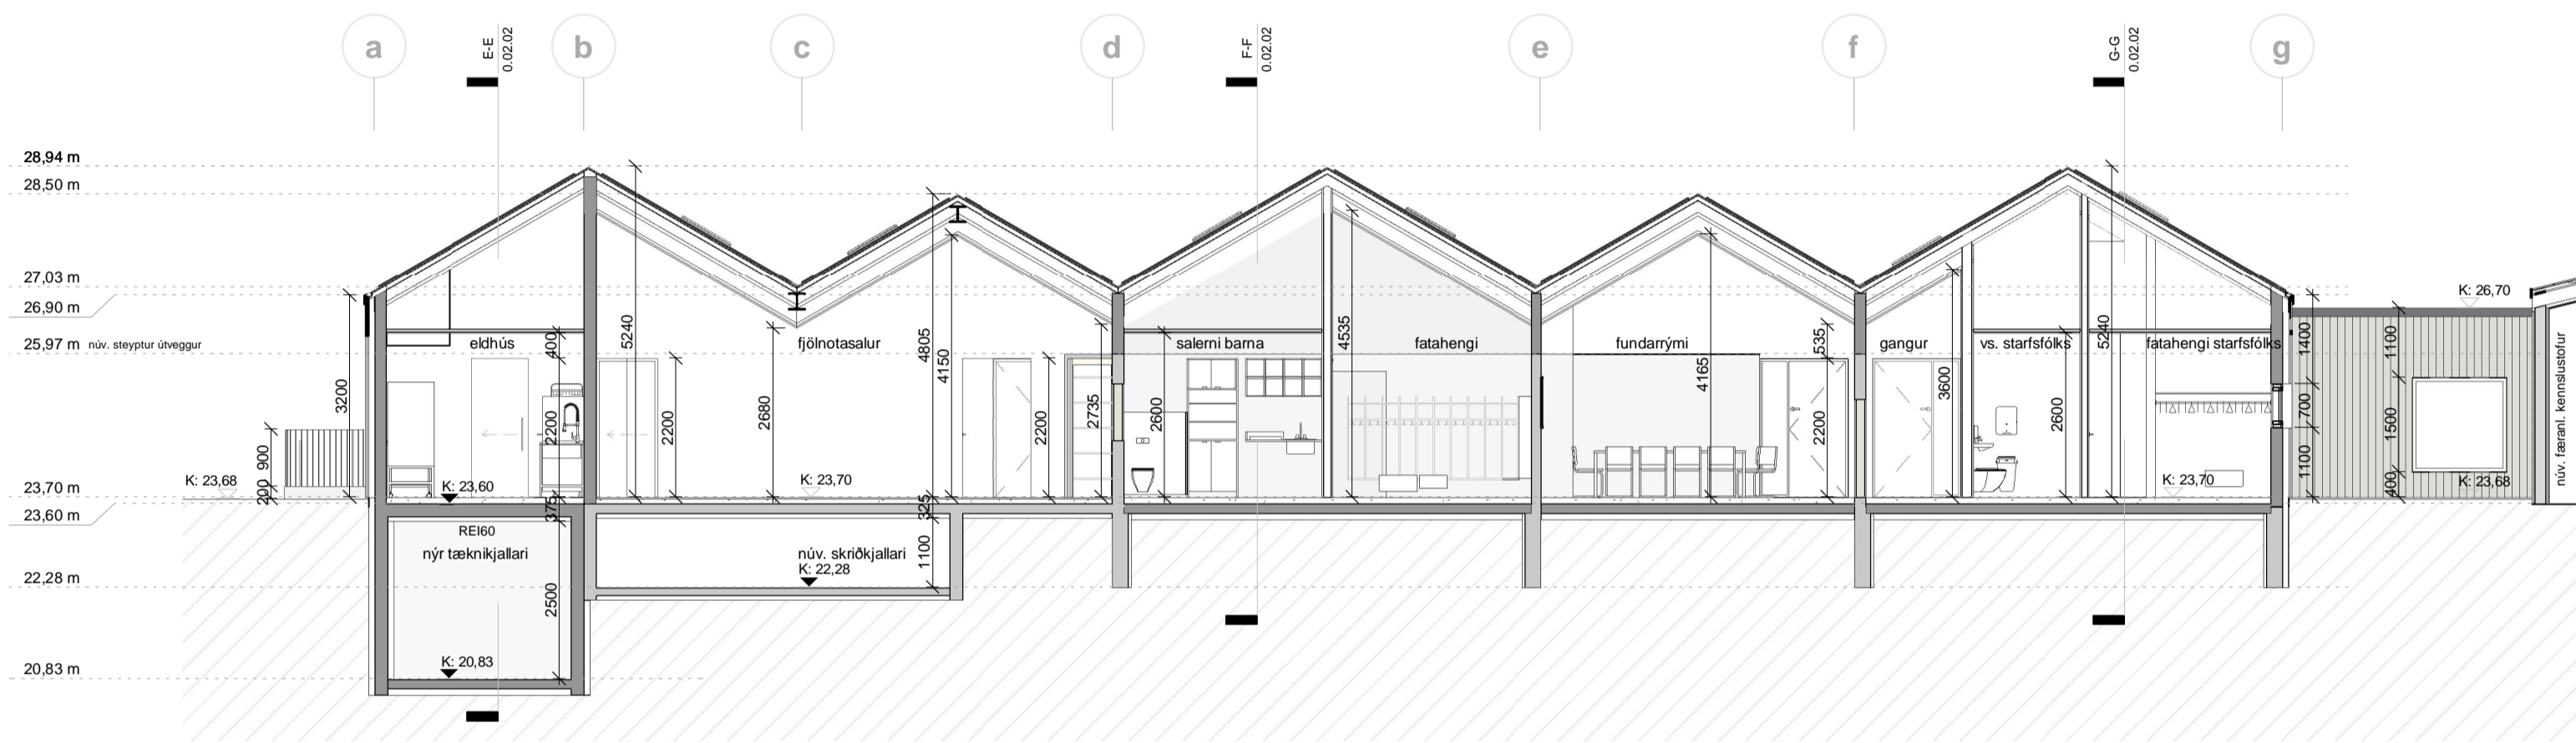 a
E-E
0.02.02
b
c
d
F-F
0.02.02
e
f
G-G
0.02.02
g
28,94 m
28,50 m
27,03 m
26,90 m
25,97 m núv. steyptur útveggur
23,70 m
23,60 m
22,28 m
20,83 m
K: 23,68
900
200
3200
eldhús
400
2200
375
K: 23,60
REI60
nýr tæknikjallari
2500
K: 20,83
5240
2200
2680
fjölnotasalur
K: 23,70
4805
4150
325
1100
núv. skriðkjallari
K: 22,28
2200
2735
2600
salerni barna
4535
fatahengi
fundarrými
4165
535
2200
gangur
3600
vs. starfsfólks
2600
5240
fatahengi starfsfólks
K: 23,70
1400
700
1100
K: 26,70
1100
1500
400
K: 23,68
núv. færanl. kennslustofur